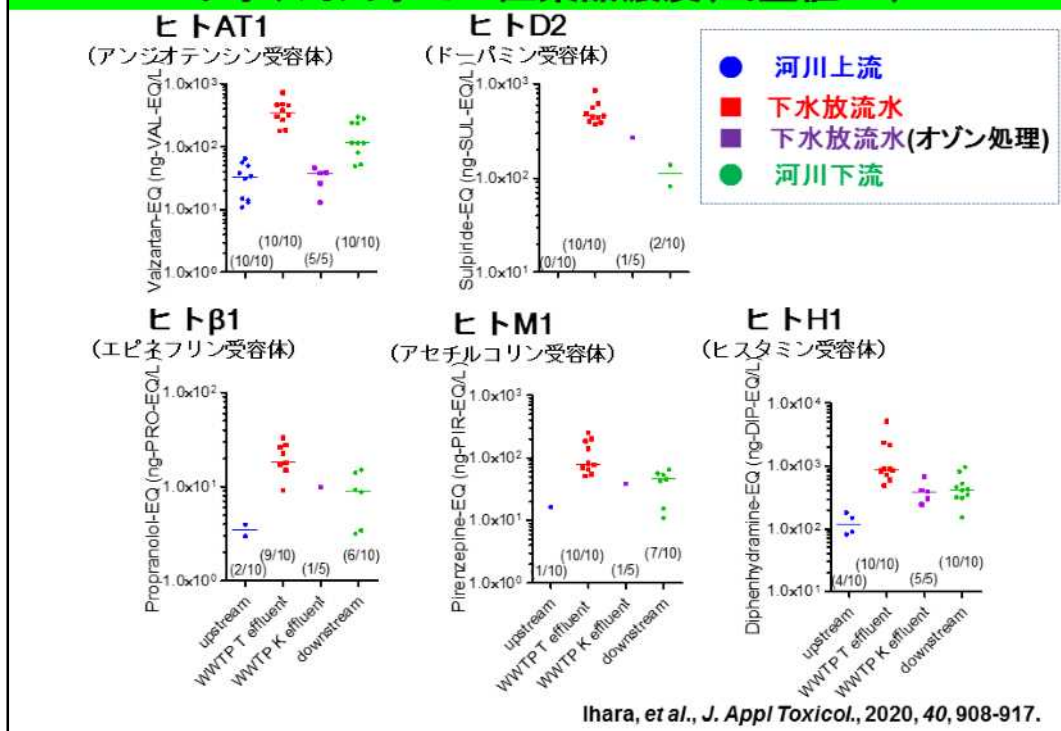 ヒトAT1
(アンジオテンシン受容体)
Valzartan-EQ (ng-VAL-EQ/L)
1.0x10³
1.0x10²
1.0x10¹
1.0x10⁰
(10/10)
(10/10)
(5/5)
(10/10)
ヒトD2
(ドーパミン受容体)
Sulpiride-EQ (ng-SUL-EQ/L)
1.0x10³
1.0x10²
1.0x10¹
(0/10)
(10/10)
(1/5)
(2/10)
河川上流
下水放流水
下水放流水(オゾン処理)
河川下流
ヒトβ1
(エピネフリン受容体)
Propranolol-EQ (ng-PRO-EQ/L)
1.0x10²
1.0x10¹
1.0x10⁰
(2/10)
(9/10)
(1/5)
(6/10)
upstream
WWTP T effluent
WWTP K effluent
downstream
ヒトM1
(アセチルコリン受容体)
Pirenzepine-EQ (ng-PIR-EQ/L)
1.0x10³
1.0x10²
1.0x10¹
1.0x10⁰
1/10)
(10/10)
(1/5)
(7/10)
upstream
WWTP T effluent
WWTP K effluent
downstream
ヒトH1
(ヒスタミン受容体)
Diphenhydramine-EQ (ng-DIP-EQ/L)
1.0x10⁴
1.0x10³
1.0x10²
1.0x10¹
(4/10)
(10/10)
(5/5)
(10/10)
upstream
WWTP T effluent
WWTP K effluent
downstream
Ihara, et al., J. Appl Toxicol., 2020, 40, 908-917.